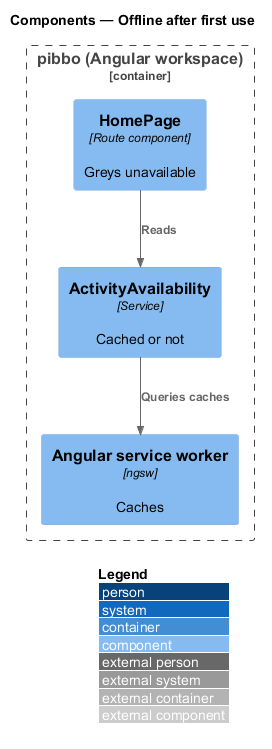 Components — Offline after first use
pibbo (Angular workspace)
[container]
HomePage
[Route component]
Greys unavailable
Reads
ActivityAvailability
[Service]
Cached or not
Queries caches
Angular service worker
[ngsw]
Caches
Legend
person
system
container
component
external person
external system
external container
external component